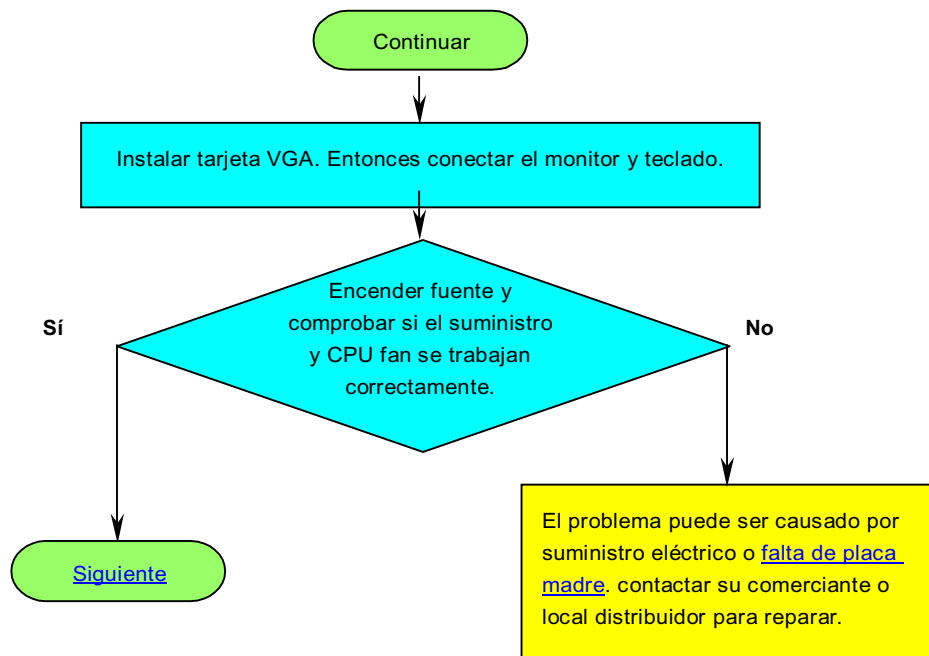 Continuar
Instalar tarjeta VGA. Entonces conectar el monitor y teclado.
Encender fuente y
comprobar si el suministro
y CPU fan se trabajan
correctamente.
Sí
No
El problema puede ser causado por
suministro eléctrico o falta de placa
madre. contactar su comerciante o
local distribuidor para reparar.
Siguiente